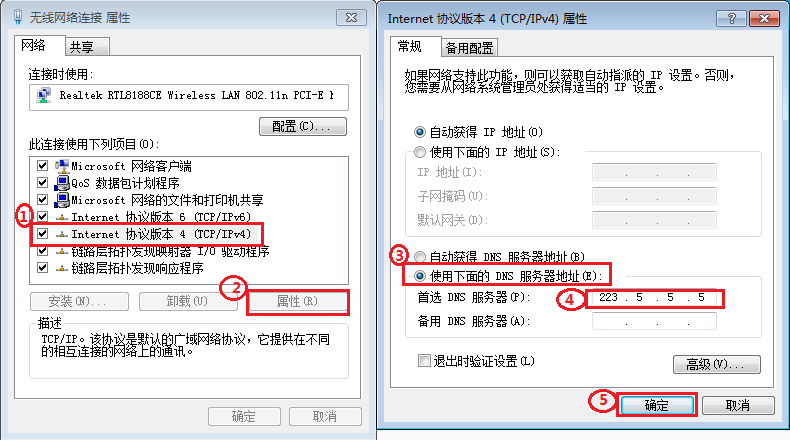 无线网络连接 属性
网络
共享
连接时使用:
Realtek RTL8188CE Wireless LAN 802.11n PCI-E
配置(C)...
此连接使用下列项目(O):
Microsoft 网络客户端
QoS 数据包计划程序
Microsoft 网络的文件和打印机共享
① Internet 协议版本 6 (TCP/IPv6)
Internet 协议版本 4 (TCP/IPv4)
链路层拓扑发现映射器 I/O 驱动程序
链路层拓扑发现响应程序
②
安装(N)...
卸载(U)
属性(R)
描述
TCP/IP。该协议是默认的广域网络协议，它提供在不同
的相互连接的网络上的通讯。
确定
取消
Internet 协议版本 4 (TCP/IPv4) 属性
常规
备用配置
如果网络支持此功能，则可以获取自动指派的 IP 设置。否则，
您需要从网络系统管理员处获得适当的 IP 设置。
自动获得 IP 地址(O)
使用下面的 IP 地址(S):
IP 地址(I):
子网掩码(U):
默认网关(D):
③ 自动获得 DNS 服务器地址(B)
使用下面的 DNS 服务器地址(E):
首选 DNS 服务器(P): ④ 223 . 5 . 5 . 5
备用 DNS 服务器(A):
退出时验证设置(L)
高级(V)...
⑤ 确定
取消